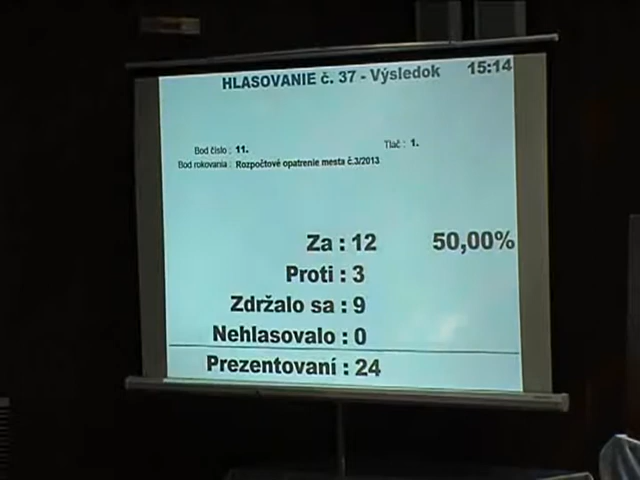 HLASOVANIE č. 37 - Výsledok 15:14
Bod číslo : 11. Tlač : 1.
Bod rokovania : Rozpočtové opatrenie mesta č.3/2013
Za : 12 50,00%
Proti : 3
Zdržalo sa : 9
Nehlasovalo : 0
Prezentovaní : 24